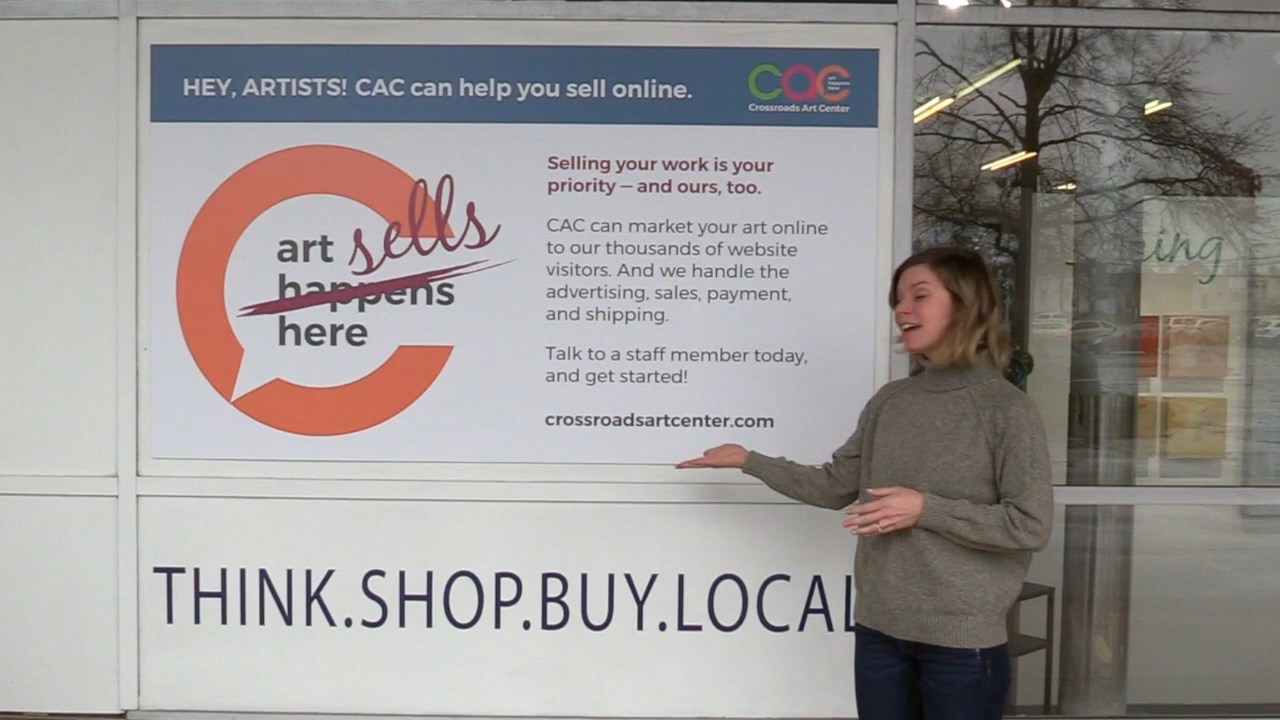 HEY, ARTISTS! CAC can help you sell online.
CAC
Crossroads Art Center
art sells
happens
here
Selling your work is your
priority — and ours, too.
CAC can market your art online
to our thousands of website
visitors. And we handle the
advertising, sales, payment,
and shipping.
Talk to a staff member today,
and get started!
crossroadsartcenter.com
THINK.SHOP.BUY.LOCAL